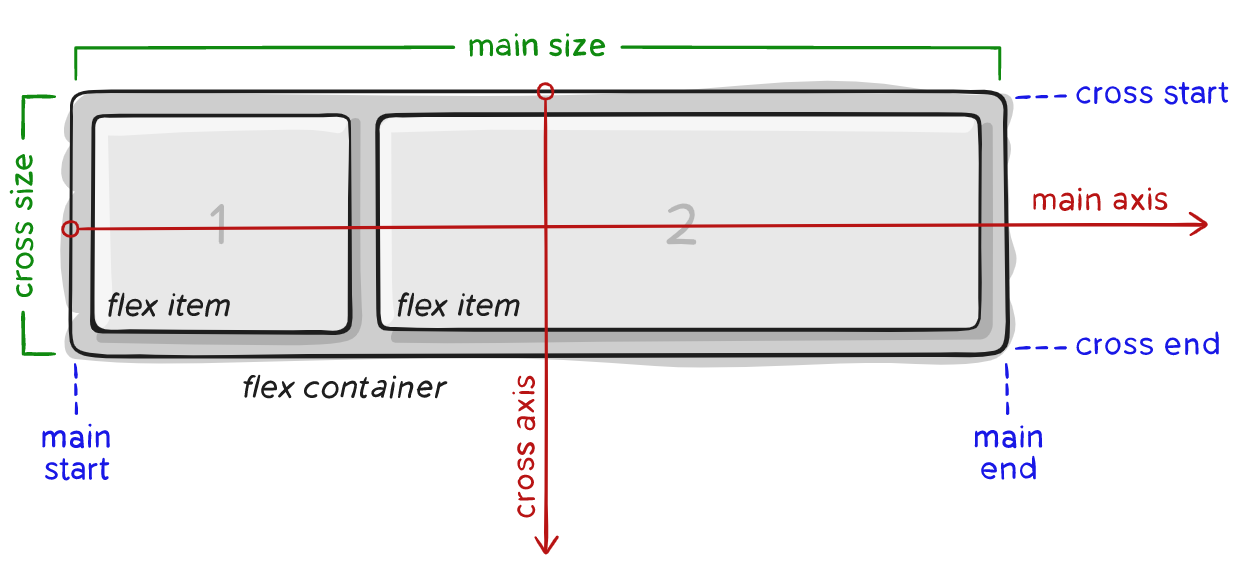 main size
cross start
cross size
main axis
1
2
flex item
flex item
cross end
flex container
cross axis
main
start
main
end